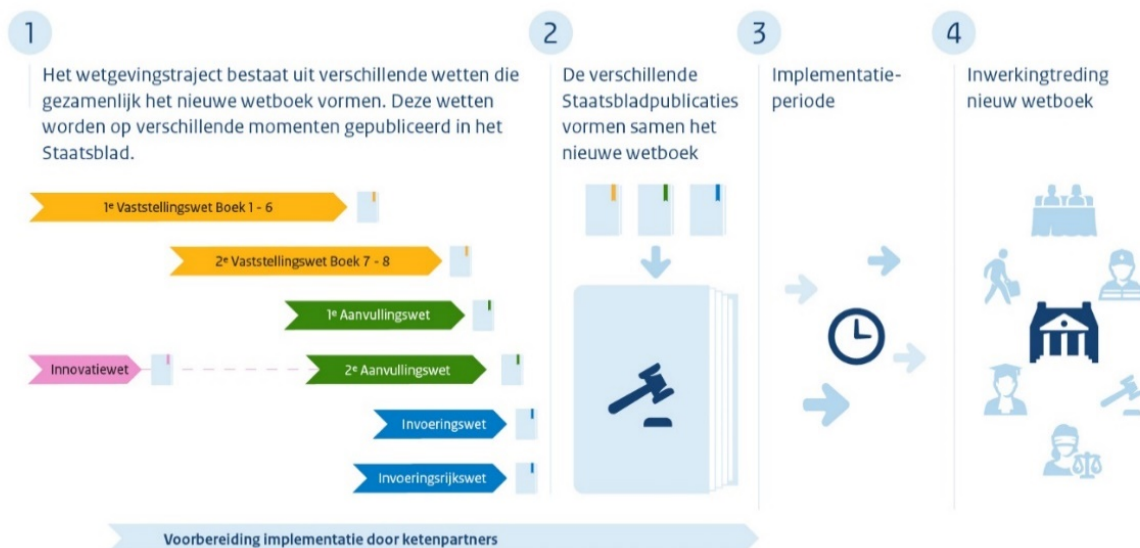 1
Het wetgevingstraject bestaat uit verschillende wetten die
gezamenlijk het nieuwe wetboek vormen. Deze wetten
worden op verschillende momenten gepubliceerd in het
Staatsblad.
1e Vaststellingswet Boek 1 - 6
2e Vaststellingswet Boek 7 - 8
1e Aanvullingswet
Innovatiewet
2e Aanvullingswet
Invoeringswet
Invoeringsrijkswet
Voorbereiding implementatie door ketenpartners
2
De verschillende
Staatsbladpublicaties
vormen samen het
nieuwe wetboek
3
Implementatie-
periode
4
Inwerkingtreding
nieuw wetboek